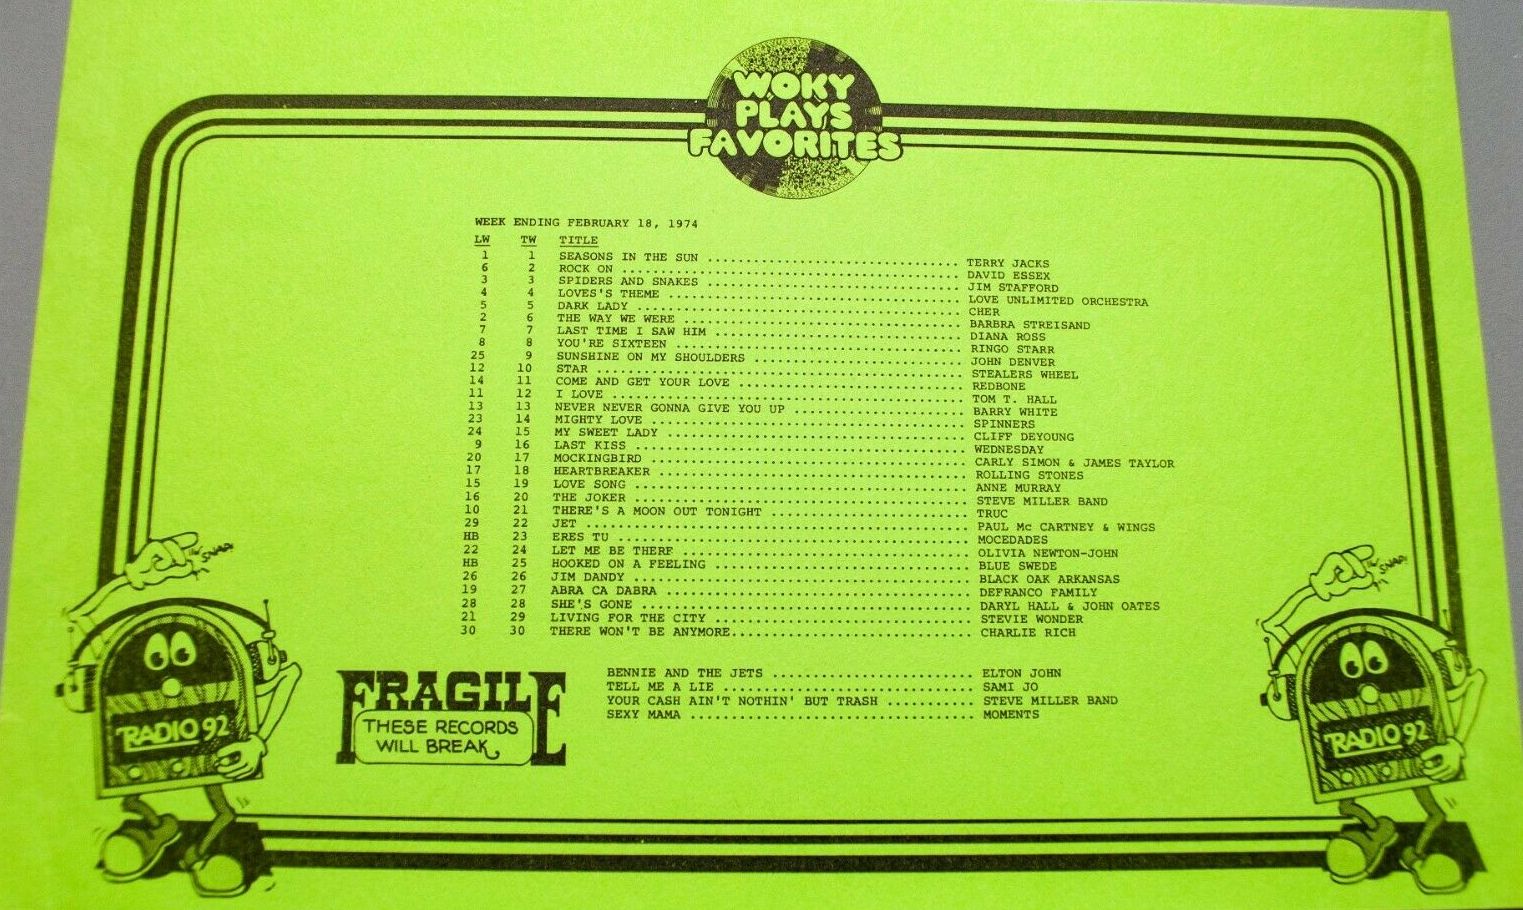 WOKY
PLAYS
FAVORITES
WEEK ENDING FEBRUARY 18, 1974
LW TW TITLE
1 1 SEASONS IN THE SUN ................................ TERRY JACKS
6 2 ROCK ON ........................................... DAVID ESSEX
3 3 SPIDERS AND SNAKES ................................ JIM STAFFORD
4 4 LOVES'S THEME ..................................... LOVE UNLIMITED ORCHESTRA
5 5 DARK LADY ......................................... CHER
2 6 THE WAY WE WERE ................................... BARBRA STREISAND
7 7 LAST TIME I SAW HIM ............................... DIANA ROSS
8 8 YOU'RE SIXTEEN .................................... RINGO STARR
25 9 SUNSHINE ON MY SHOULDERS .......................... JOHN DENVER
12 10 STAR .............................................. STEALERS WHEEL
14 11 COME AND GET YOUR LOVE ............................ REDBONE
11 12 I LOVE ............................................ TOM T. HALL
13 13 NEVER NEVER GONNA GIVE YOU UP ..................... BARRY WHITE
23 14 MIGHTY LOVE ....................................... SPINNERS
24 15 MY SWEET LADY ..................................... CLIFF DEYOUNG
9 16 LAST KISS ......................................... WEDNESDAY
20 17 MOCKINGBIRD ....................................... CARLY SIMON & JAMES TAYLOR
17 18 HEARTBREAKER ...................................... ROLLING STONES
15 19 LOVE SONG ......................................... ANNE MURRAY
16 20 THE JOKER ......................................... STEVE MILLER BAND
10 21 THERE'S A MOON OUT TONIGHT ........................ TRUC
29 22 JET ............................................... PAUL Mc CARTNEY & WINGS
HB 23 ERES TU ........................................... MOCEDADES
22 24 LET ME BE THERE ................................... OLIVIA NEWTON-JOHN
HB 25 HOOKED ON A FEELING ............................... BLUE SWEDE
26 26 JIM DANDY ......................................... BLACK OAK ARKANSAS
19 27 ABRA CA DABRA ..................................... DEFRANCO FAMILY
28 28 SHE'S GONE ........................................ DARYL HALL & JOHN OATES
21 29 LIVING FOR THE CITY ............................... STEVIE WONDER
30 30 THERE WON'T BE ANYMORE............................. CHARLIE RICH
SNAP!
SNAP!
FRAGILE
THESE RECORDS
WILL BREAK
BENNIE AND THE JETS ......................... ELTON JOHN
TELL ME A LIE ............................... SAMI JO
YOUR CASH AIN'T NOTHIN' BUT TRASH ........... STEVE MILLER BAND
SEXY MAMA ................................... MOMENTS
RADIO 92
RADIO 92